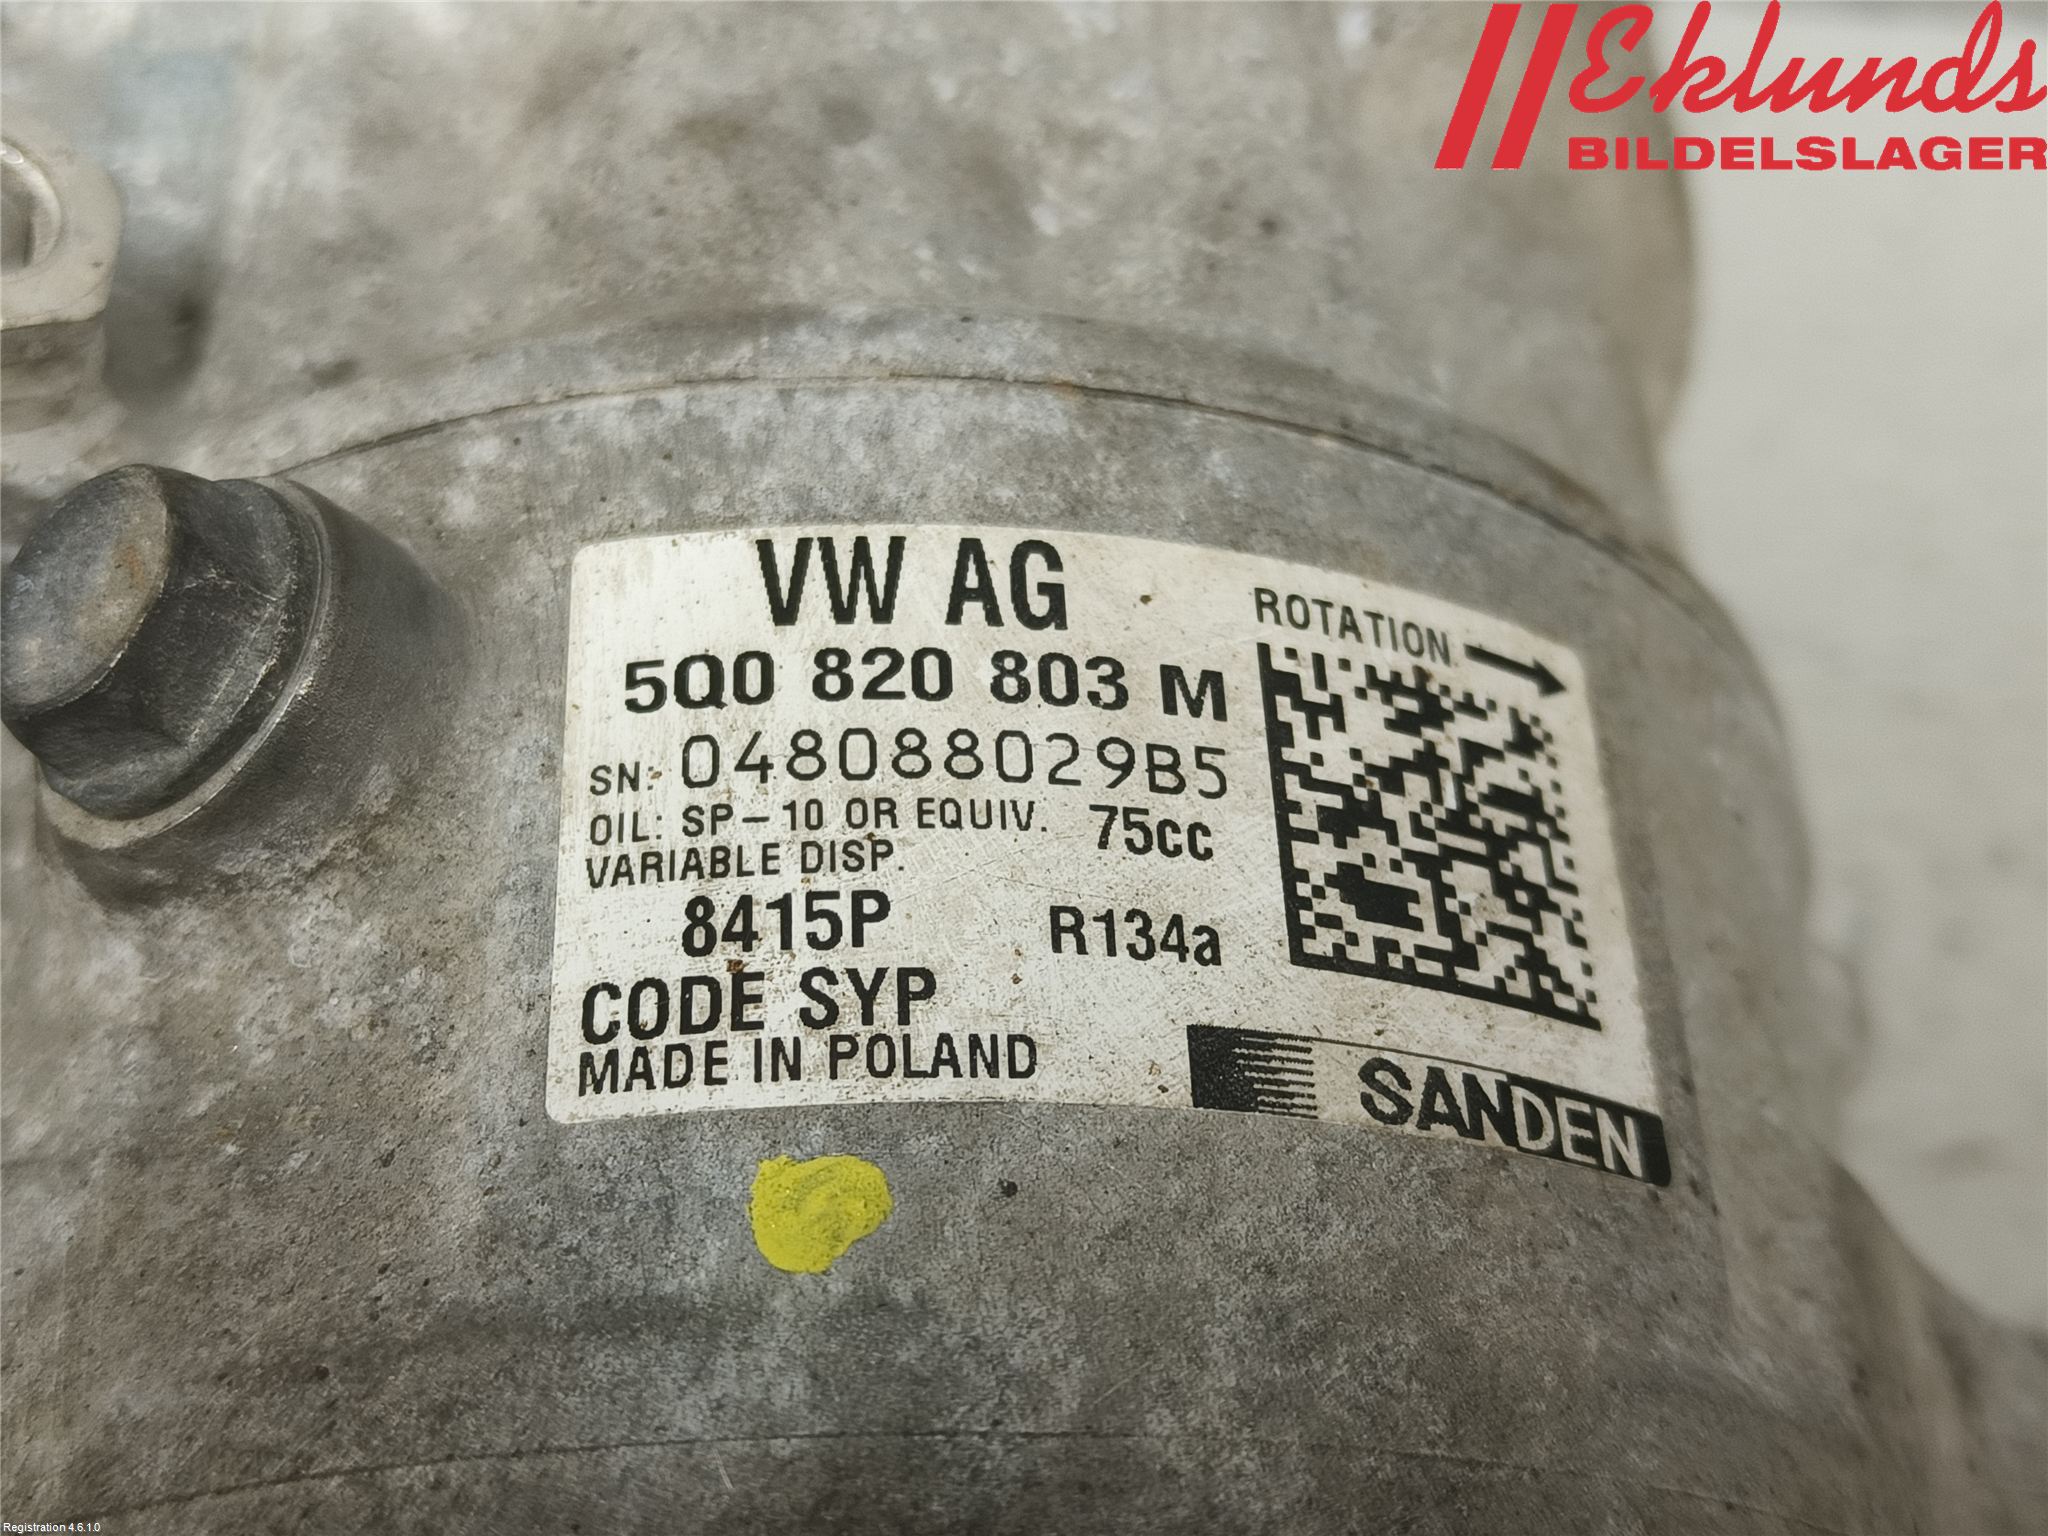 Eklunds
BILDELSLAGER
VW AG
ROTATION
5Q0 820 803 M
SN: 048088029B5
OIL: SP-10 OR EQUIV. 75cc
VARIABLE DISP.
8415P R134a
CODE SYP
MADE IN POLAND
SANDEN
Registration 4.6.1.0